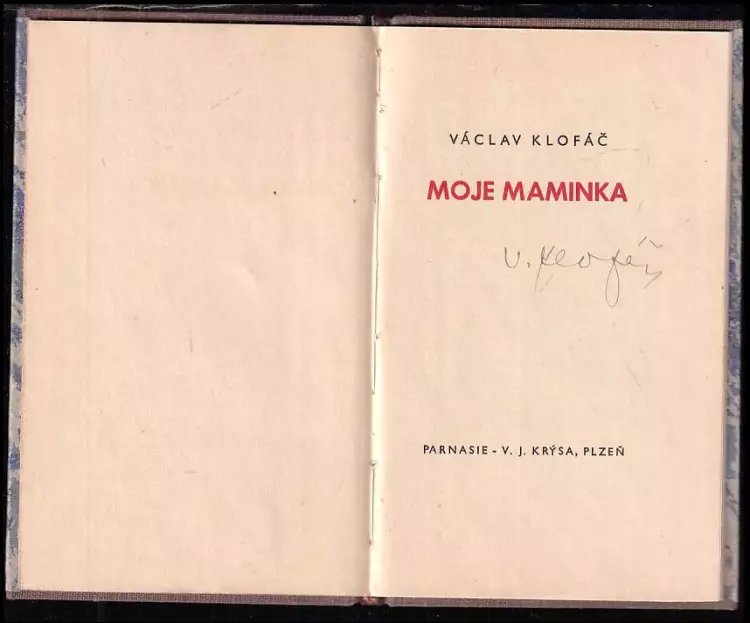 VÁCLAV KLOFÁČ
MOJE MAMINKA
V. Klofáč
PARNASIE - V. J. KRÝSA, PLZEŇ